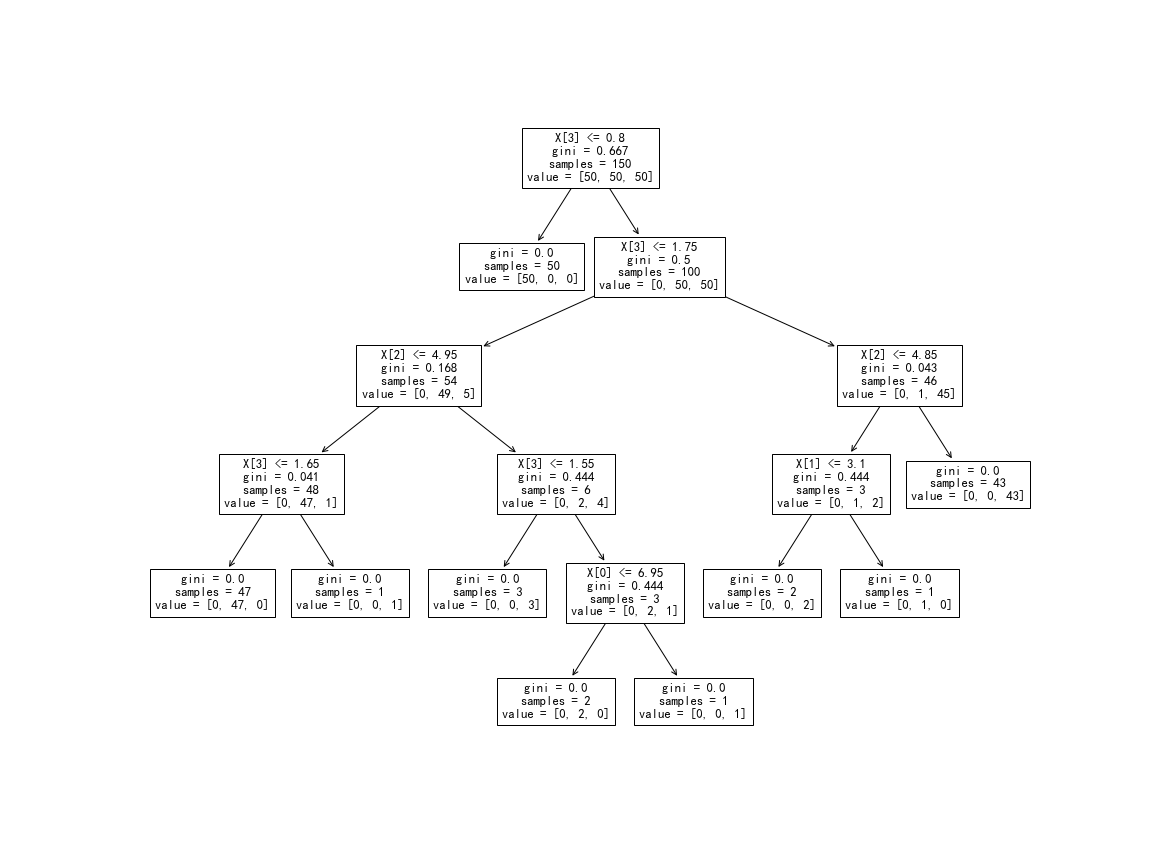 X[3] <= 0.8
gini = 0.667
samples = 150
value = [50, 50, 50]
gini = 0.0
samples = 50
value = [50, 0, 0]
X[3] <= 1.75
gini = 0.5
samples = 100
value = [0, 50, 50]
X[2] <= 4.95
gini = 0.168
samples = 54
value = [0, 49, 5]
X[2] <= 4.85
gini = 0.043
samples = 46
value = [0, 1, 45]
X[3] <= 1.65
gini = 0.041
samples = 48
value = [0, 47, 1]
X[3] <= 1.55
gini = 0.444
samples = 6
value = [0, 2, 4]
X[1] <= 3.1
gini = 0.444
samples = 3
value = [0, 1, 2]
gini = 0.0
samples = 43
value = [0, 0, 43]
gini = 0.0
samples = 47
value = [0, 47, 0]
gini = 0.0
samples = 1
value = [0, 0, 1]
gini = 0.0
samples = 3
value = [0, 0, 3]
X[0] <= 6.95
gini = 0.444
samples = 3
value = [0, 2, 1]
gini = 0.0
samples = 2
value = [0, 0, 2]
gini = 0.0
samples = 1
value = [0, 1, 0]
gini = 0.0
samples = 2
value = [0, 2, 0]
gini = 0.0
samples = 1
value = [0, 0, 1]